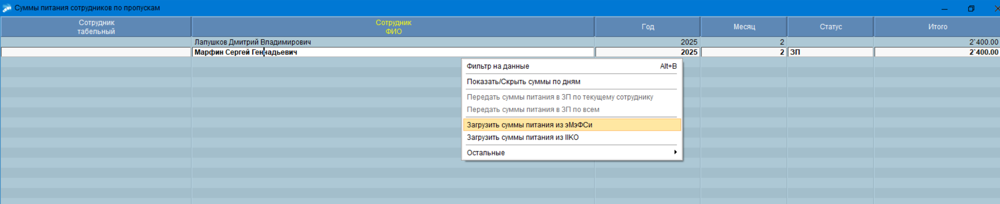 Суммы питания сотрудников по пропускам
Сотрудник табельный
Сотрудник ФИО
Год
Месяц
Статус
Итого
Лапушков Дмитрий Владимирович 2025 2 2`400.00
Марфин Сергей Геннадьевич 2025 2 ЗП 2`400.00
Фильтр на данные Alt+B
Показать/Скрыть суммы по дням
Передать суммы питания в ЗП по текущему сотруднику
Передать суммы питания в ЗП по всем
Загрузить суммы питания из эМэФСи
Загрузить суммы питания из IIKO
Остальные